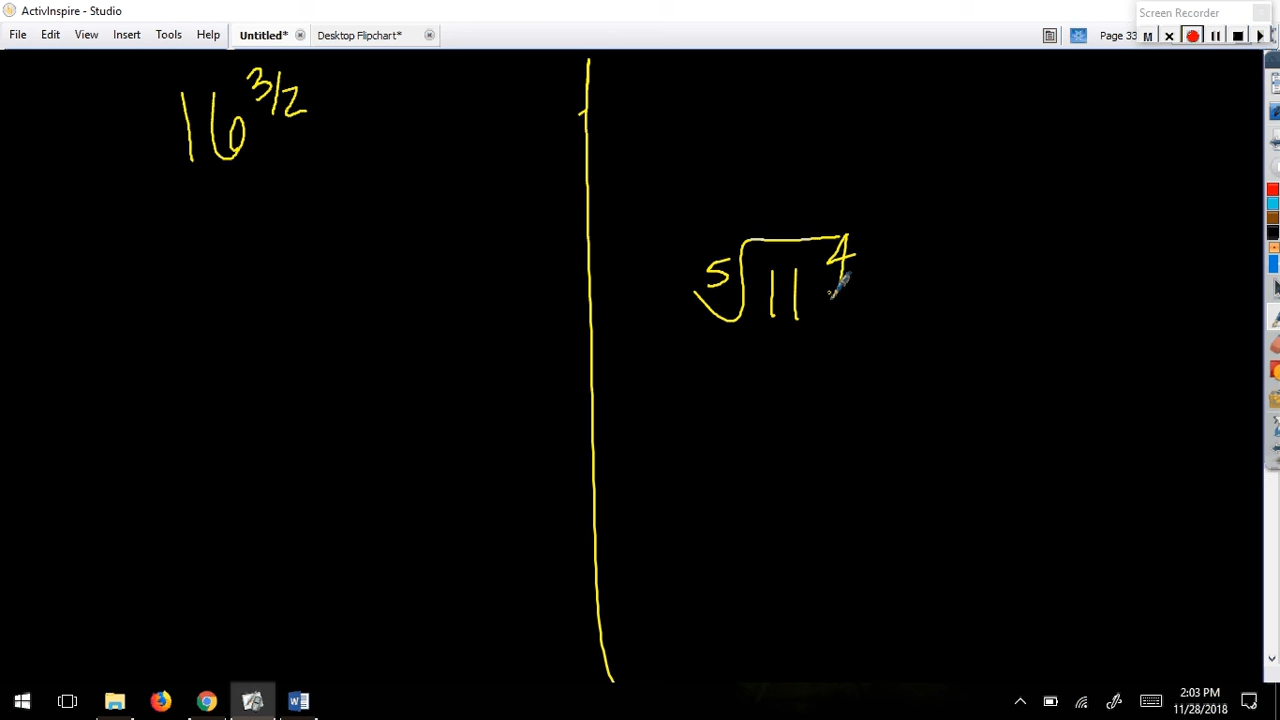 ActivInspire - Studio
Screen Recorder
File Edit View Insert Tools Help Untitled* Desktop Flipchart* Page 33 M
16^3/2
5√11^4
2:03 PM
11/28/2018